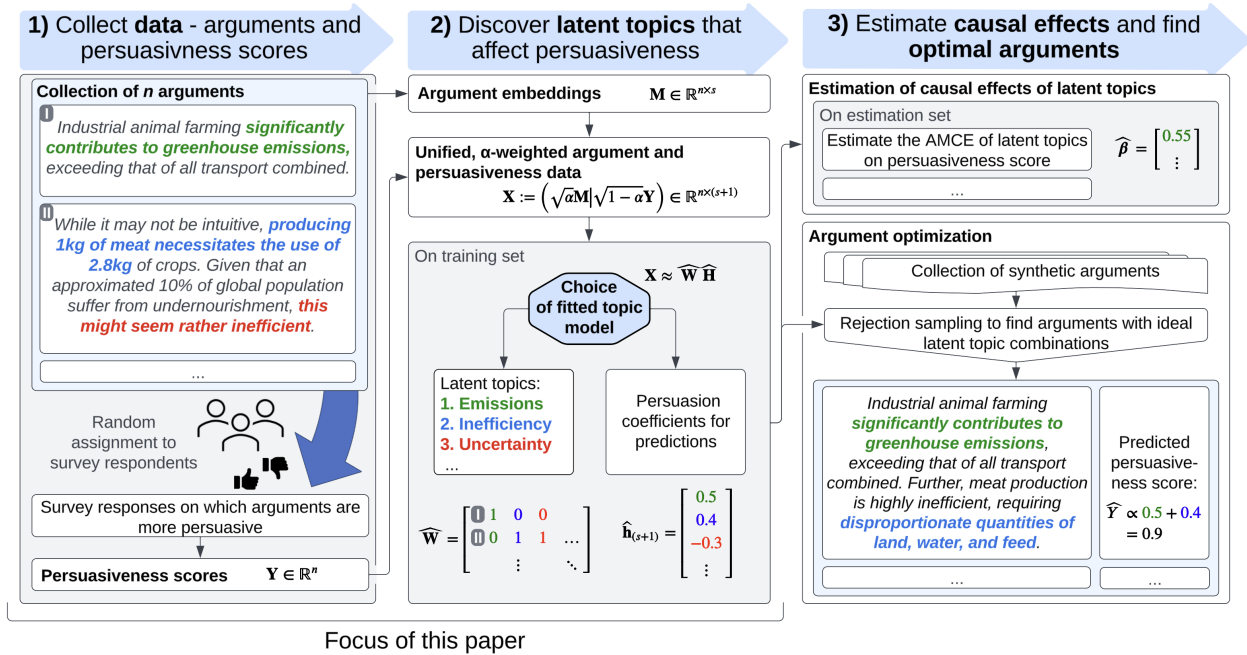 1) Collect data - arguments and
persuasivness scores
Collection of n arguments
I
Industrial animal farming significantly
contributes to greenhouse emissions,
exceeding that of all transport combined.
II
While it may not be intuitive, producing
1kg of meat necessitates the use of
2.8kg of crops. Given that an
approximated 10% of global population
suffer from undernourishment, this
might seem rather inefficient.
...
Random
assignment to
survey respondents
Survey responses on which arguments are
more persuasive
Persuasiveness scores Y ∈ ℝⁿ
2) Discover latent topics that
affect persuasiveness
Argument embeddings M ∈ ℝⁿˣˢ
Unified, α-weighted argument and
persuasiveness data
X := (√αM|√1 − αY) ∈ ℝⁿˣ⁽ˢ⁺¹⁾
On training set
X ≈ Ŵ Ĥ
Choice
of fitted topic
model
Latent topics:
1. Emissions
2. Inefficiency
3. Uncertainty
...
Persuasion
coefficients for
predictions
Ŵ = [I 1 0 0
II 0 1 1 ...
⋮ ⋱]
ĥ₍ₛ₊₁₎ = [0.5
0.4
−0.3
⋮]
3) Estimate causal effects and find
optimal arguments
Estimation of causal effects of latent topics
On estimation set
Estimate the AMCE of latent topics
on persuasiveness score
...
β̂ = [0.55
⋮]
Argument optimization
Collection of synthetic arguments
Rejection sampling to find arguments with ideal
latent topic combinations
Industrial animal farming
significantly contributes to
greenhouse emissions,
exceeding that of all transport
combined. Further, meat production
is highly inefficient, requiring
disproportionate quantities of
land, water, and feed.
...
Predicted
persuasive-
ness score:
Ŷ ∝ 0.5 + 0.4
= 0.9
...
Focus of this paper